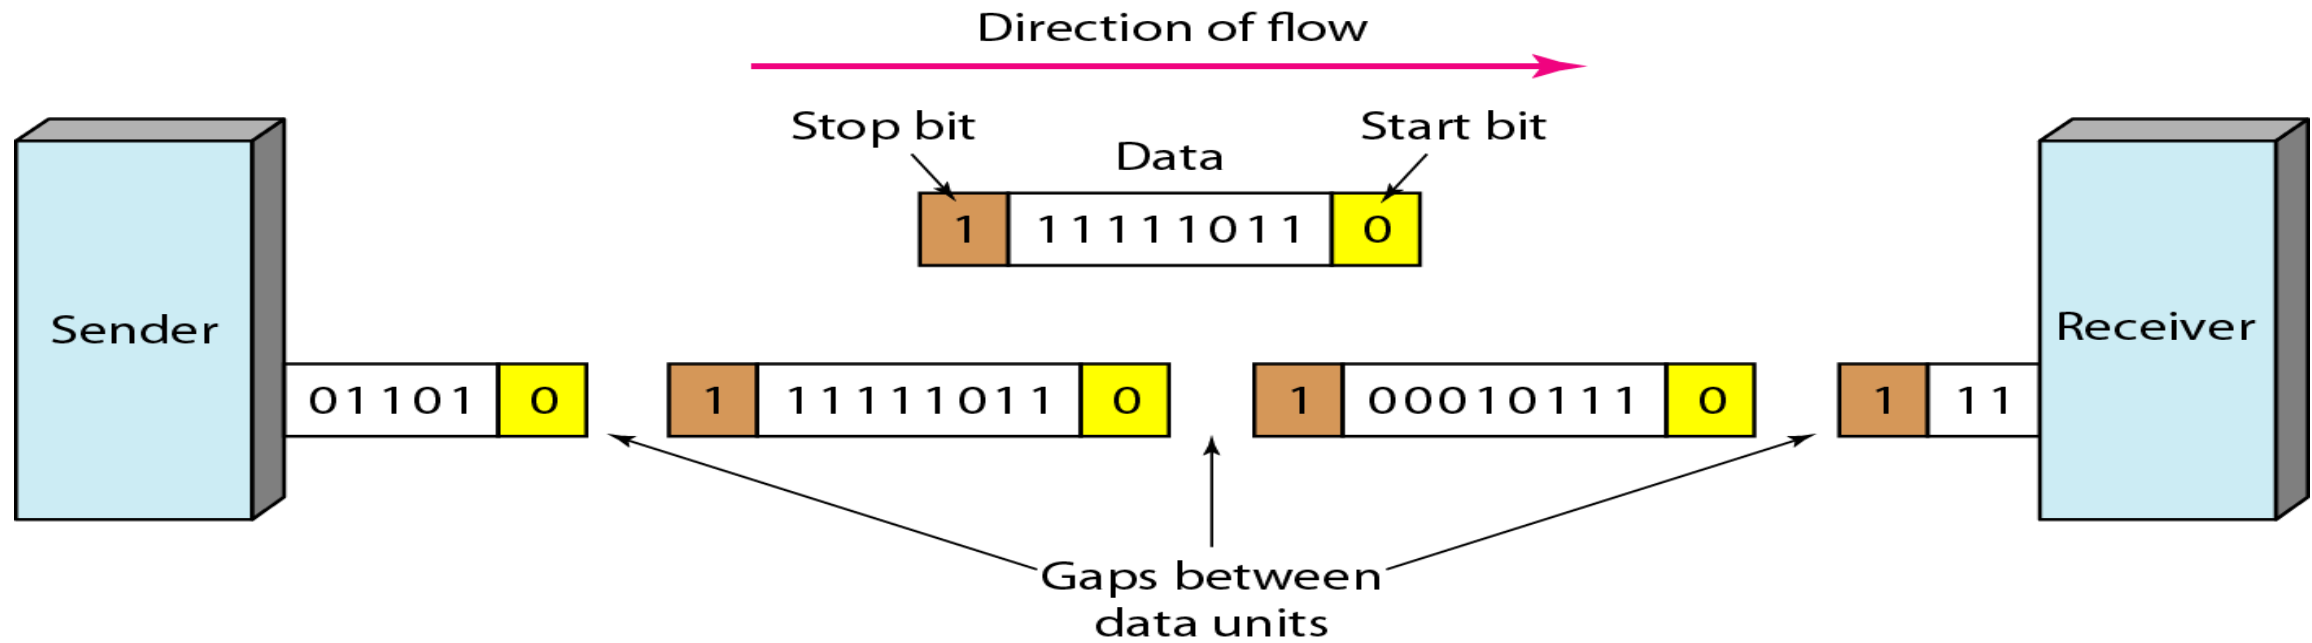 Direction of flow
Stop bit
Start bit
Data
1 11111011 0
Sender
Receiver
01101 0 1 11111011 0 1 00010111 0 1 11
Gaps between
data units